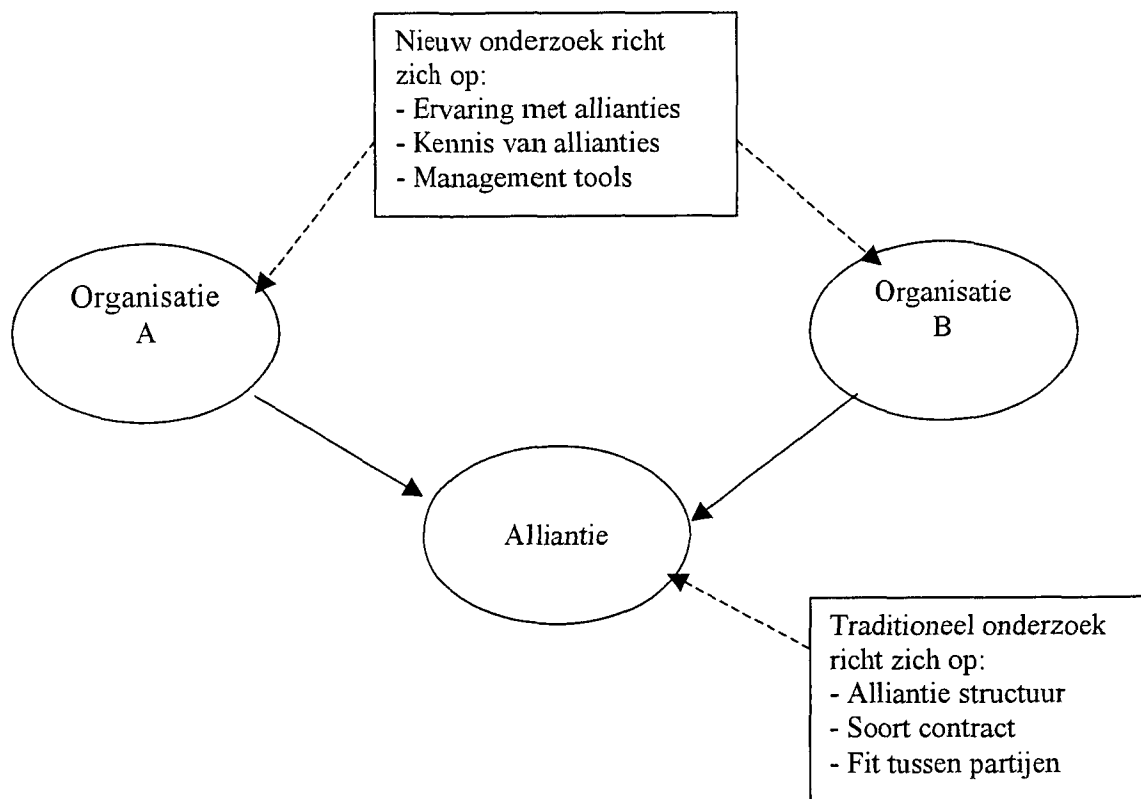 Nieuw onderzoek richt
zich op:
- Ervaring met allianties
- Kennis van allianties
- Management tools
Organisatie
A
Organisatie
B
Alliantie
Traditioneel onderzoek
richt zich op:
- Alliantie structuur
- Soort contract
- Fit tussen partijen